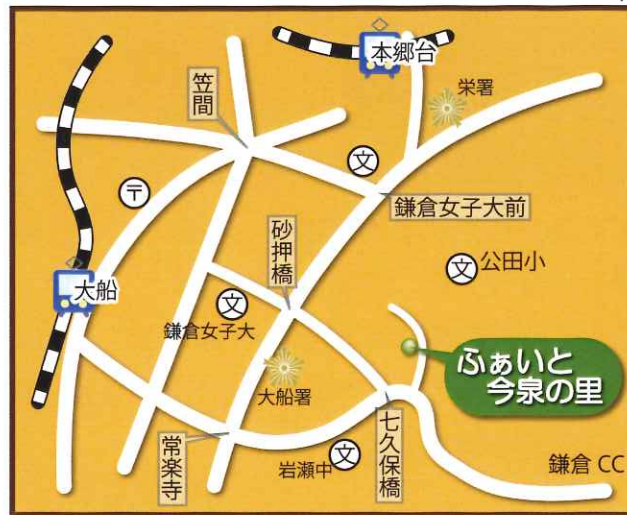 本郷台
栄署
笠間
文
〒
鎌倉女子大前
砂押橋
文
公田小
大船
文
鎌倉女子大
ふぁいと
今泉の里
大船署
七久保橋
常楽寺
岩瀬中
文
鎌倉 CC